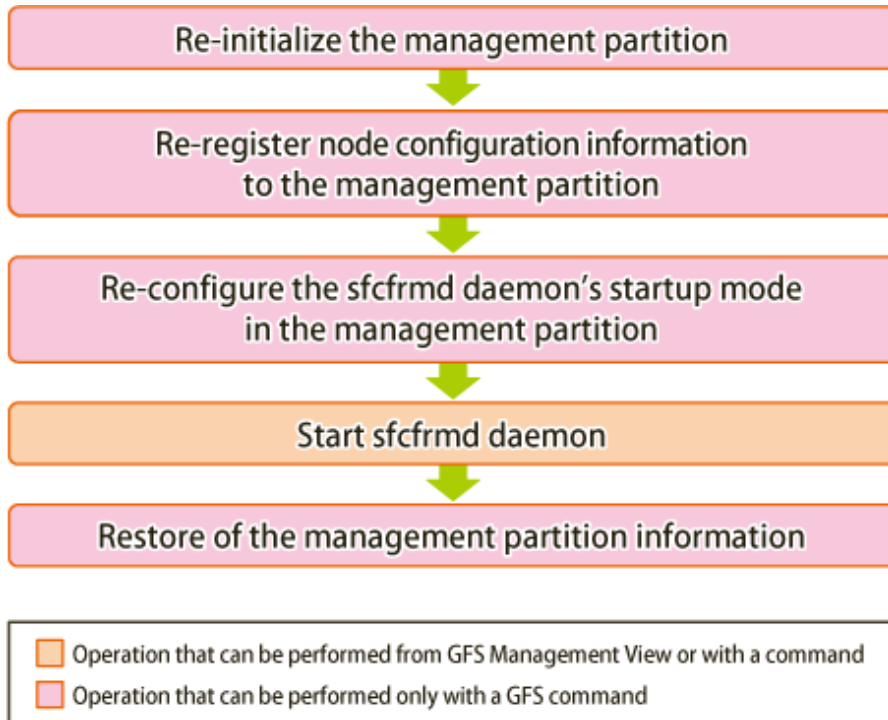 Re-initialize the management partition
Re-register node configuration information
to the management partition
Re-configure the sfcfrmd daemon's startup mode
in the management partition
Start sfcfrmd daemon
Restore of the management partition information
Operation that can be performed from GFS Management View or with a command
Operation that can be performed only with a GFS command